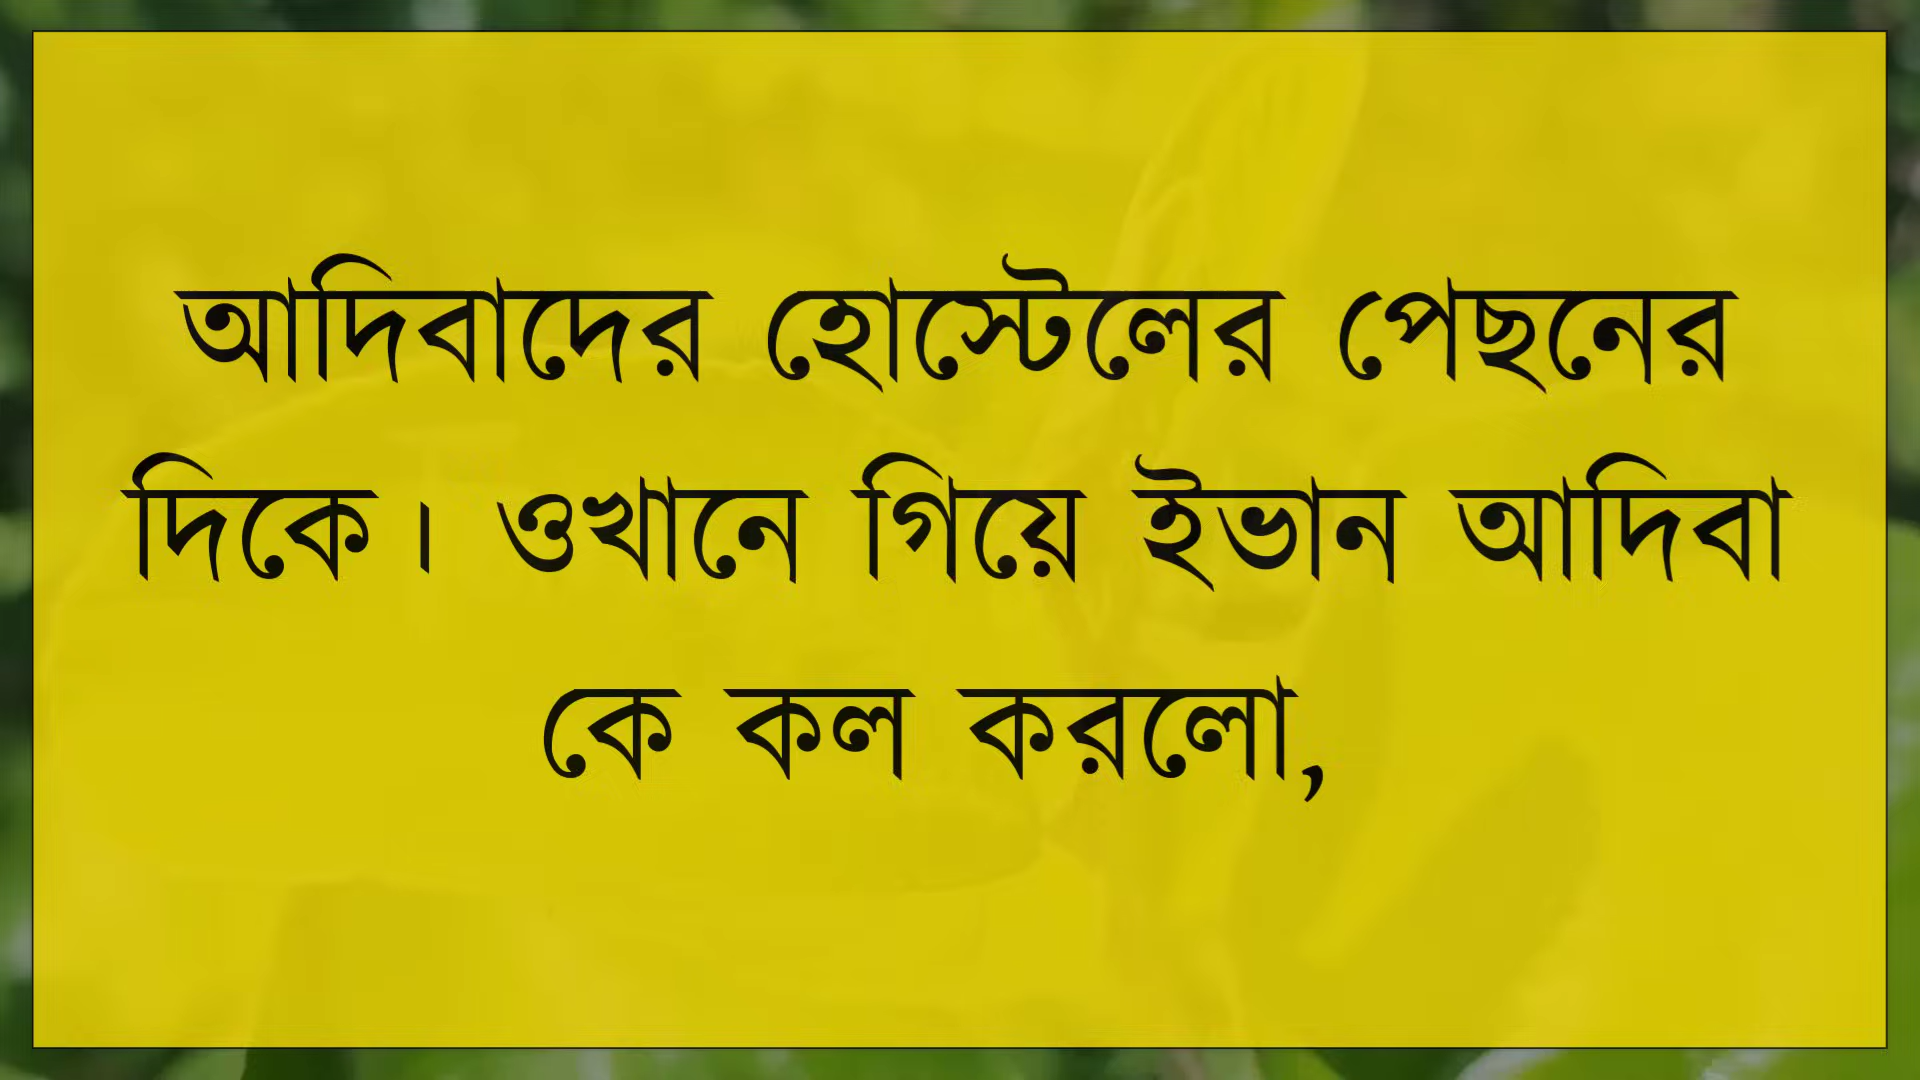 আদিবাদের হোস্টেলের পেছনের
দিকে। ওখানে গিয়ে ইভান আদিবা
কে কল করলো,